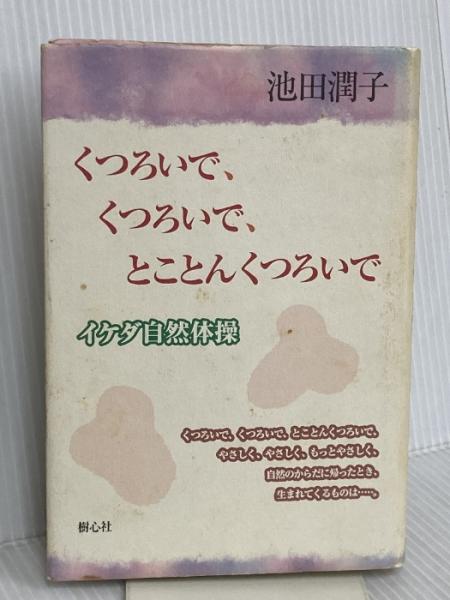 池田潤子
くつろいで、
くつろいで、
とことんくつろいで
イケダ自然体操
くつろいで、くつろいで、とことんくつろいで、
やさしく、やさしく、もっとやさしく、
自然のからだに帰ったとき、
生まれてくるものは……。
樹心社